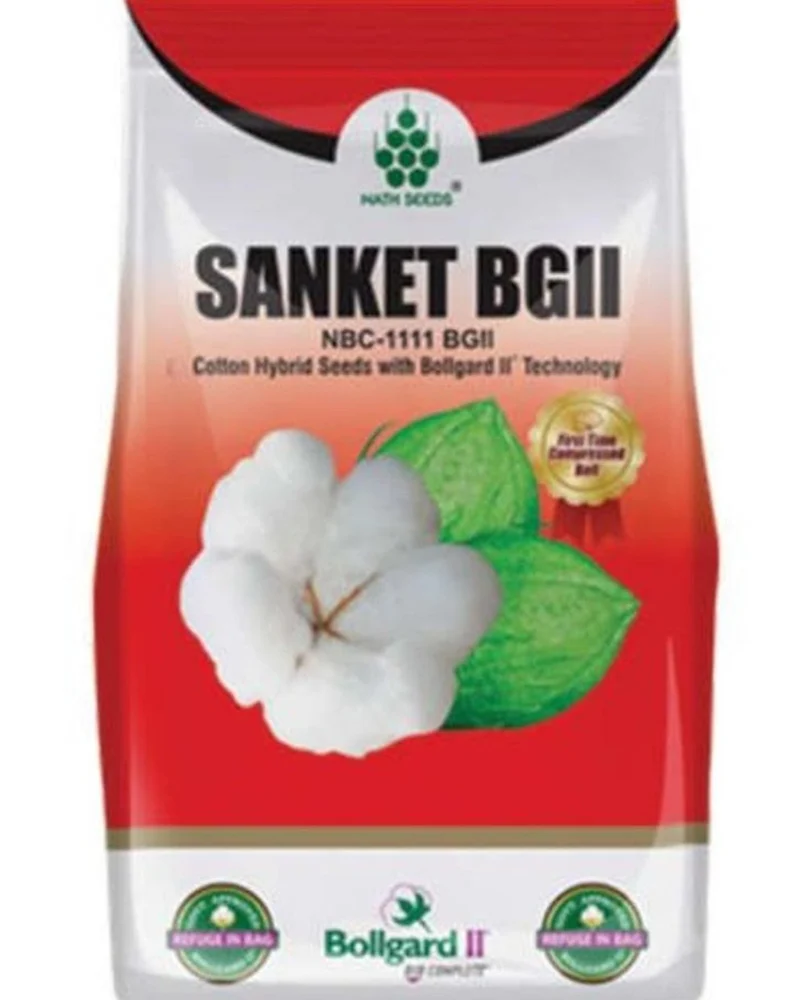 NATH SEEDS®
SANKET BGII
NBC-1111 BGII
Cotton Hybrid Seeds with Bollgard II® Technology
First Time
Compressed
Ball
REFUGE IN BAG
Bollgard II
REFUGE IN BAG